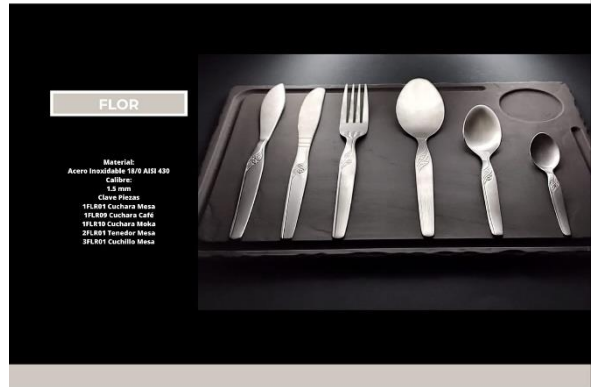 FLOR
Material:
Acero Inoxidable 18/0 AISI 430
Calibre:
1.5 mm
Clave Piezas
1FLR01 Cuchara Mesa
1FLR09 Cuchara Café
1FLR10 Cuchara Moka
2FLR01 Tenedor Mesa
3FLR01 Cuchillo Mesa